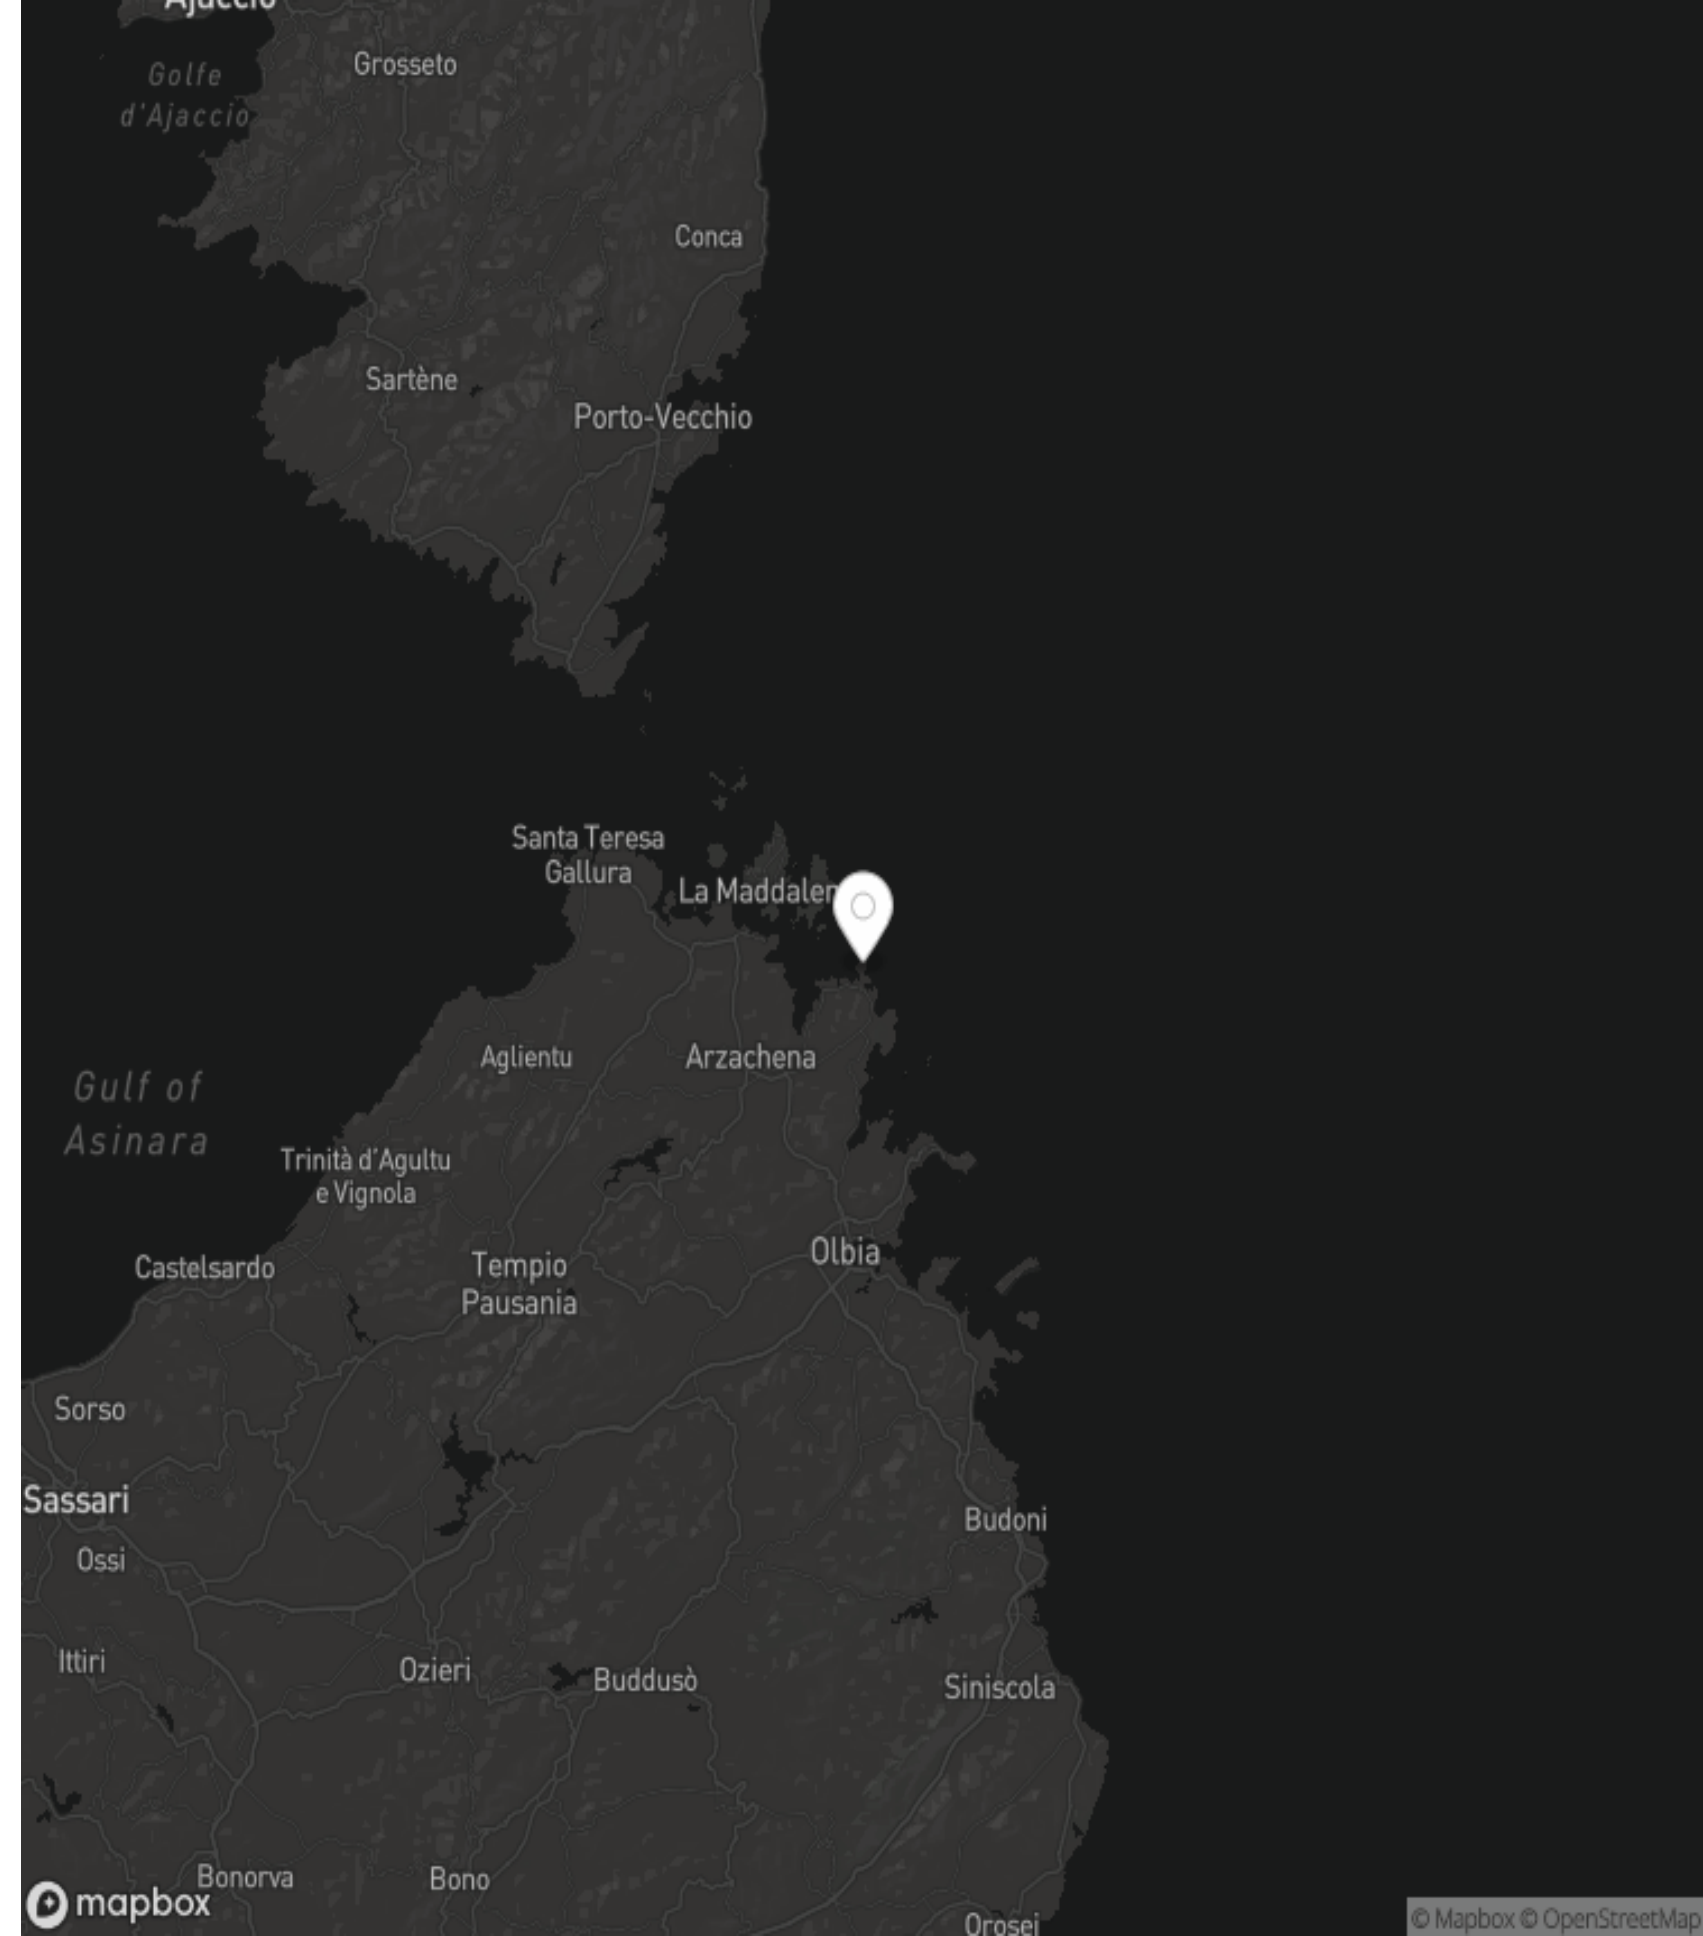 Ajaccio
Grosseto
Golfe
d'Ajaccio
Conca
Sartène
Porto-Vecchio
Santa Teresa
Gallura
La Maddalen
Aglientu
Arzachena
Gulf of
Asinara
Trinità d'Agultu
e Vignola
Olbia
Castelsardo
Tempio
Pausania
Sorso
Sassari
Budoni
Ossi
Ittiri
Ozieri
Buddusò
Siniscola
Bonorva
Bono
mapbox
Orosei
© Mapbox © OpenStreetMap